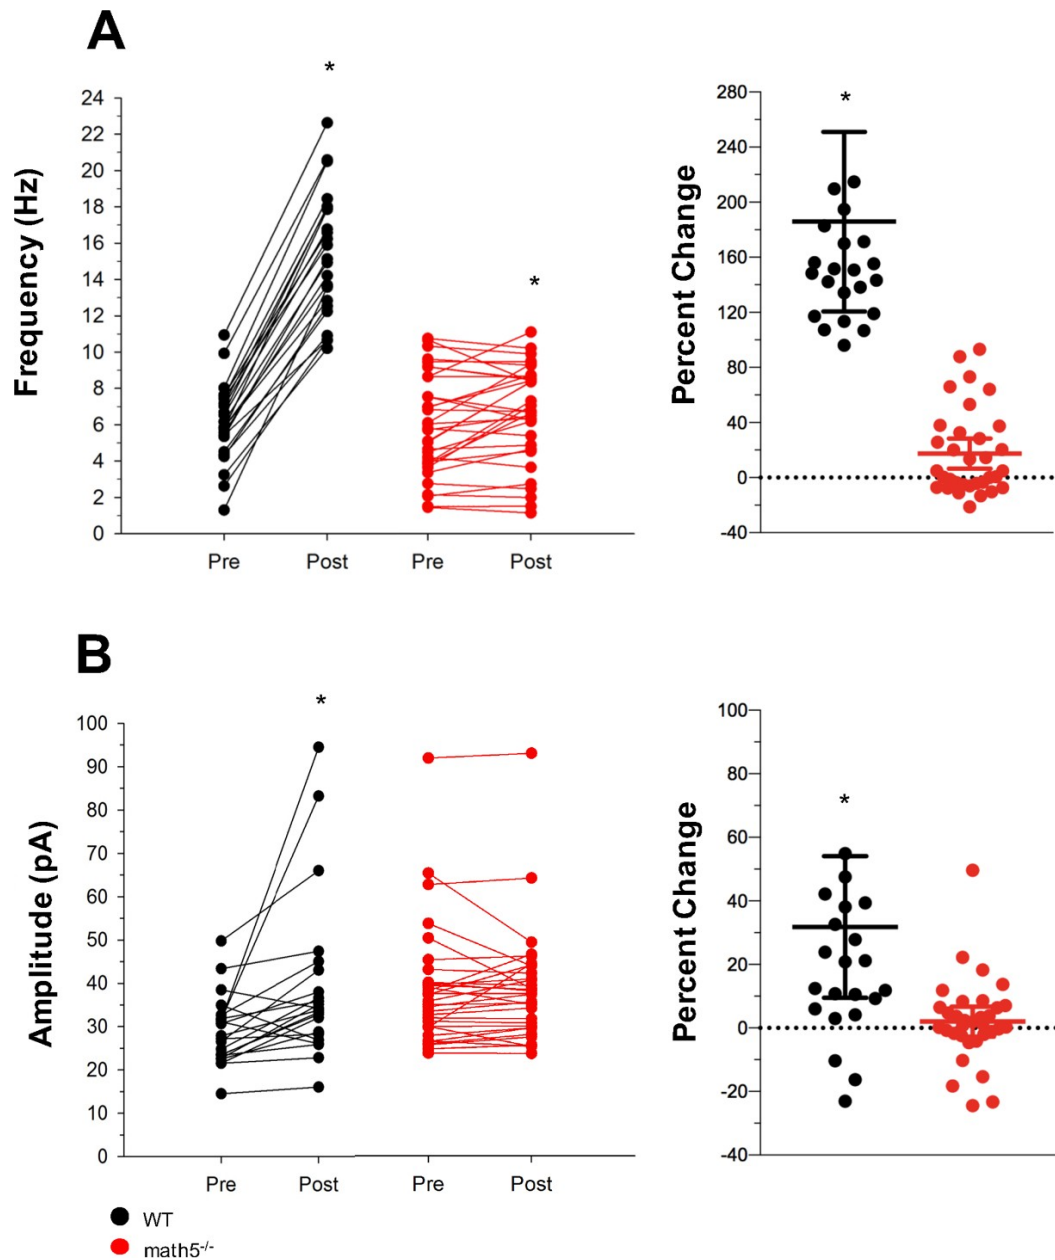 A
*
24
22
20
18
16
14
12
10
8
6
4
2
0
Frequency (Hz)
*
Pre
Post
Pre
Post
280
240
200
160
120
80
40
0
-40
Percent Change
*
B
*
100
90
80
70
60
50
40
30
20
10
0
Amplitude (pA)
Pre
Post
Pre
Post
100
80
60
40
20
0
-20
-40
Percent Change
*
WT
math5-/-